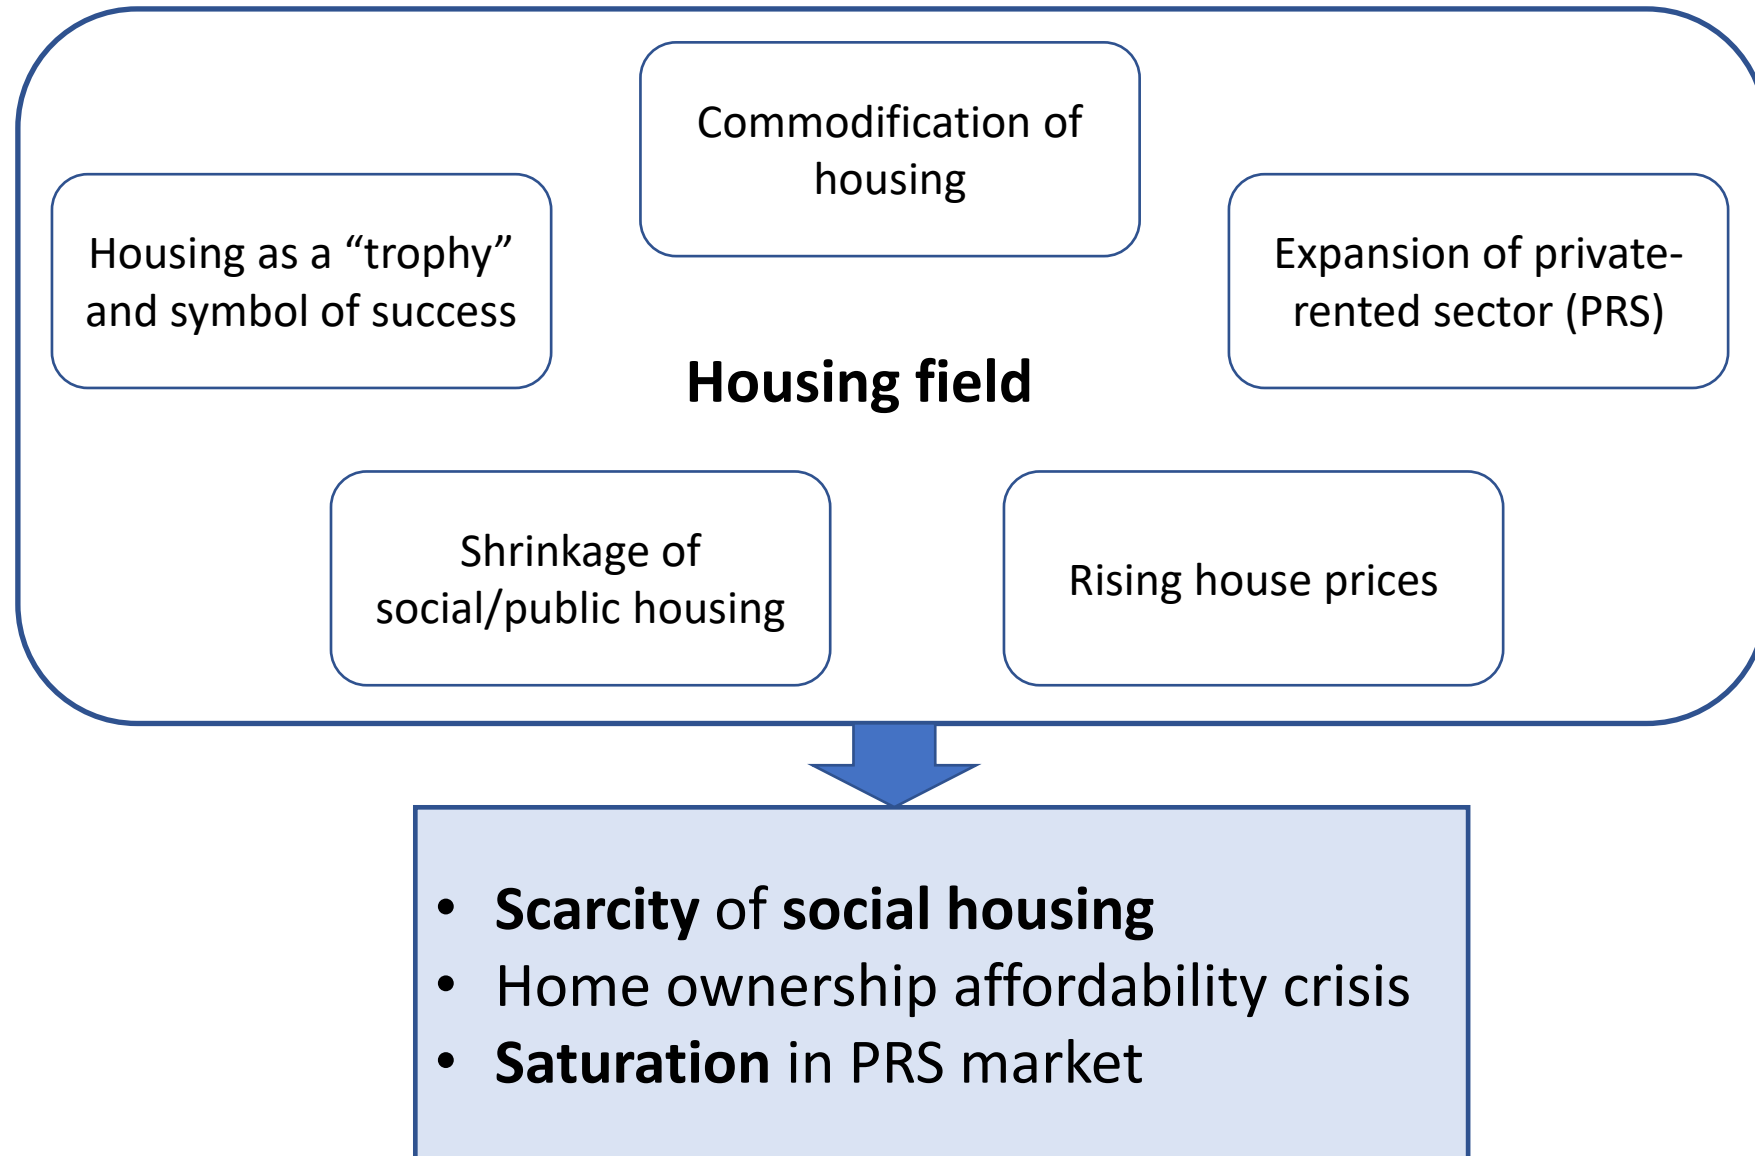 Commodification of
housing
Housing as a “trophy”
and symbol of success
Expansion of private-
rented sector (PRS)
Housing field
Shrinkage of
social/public housing
Rising house prices
• Scarcity of social housing
• Home ownership affordability crisis
• Saturation in PRS market